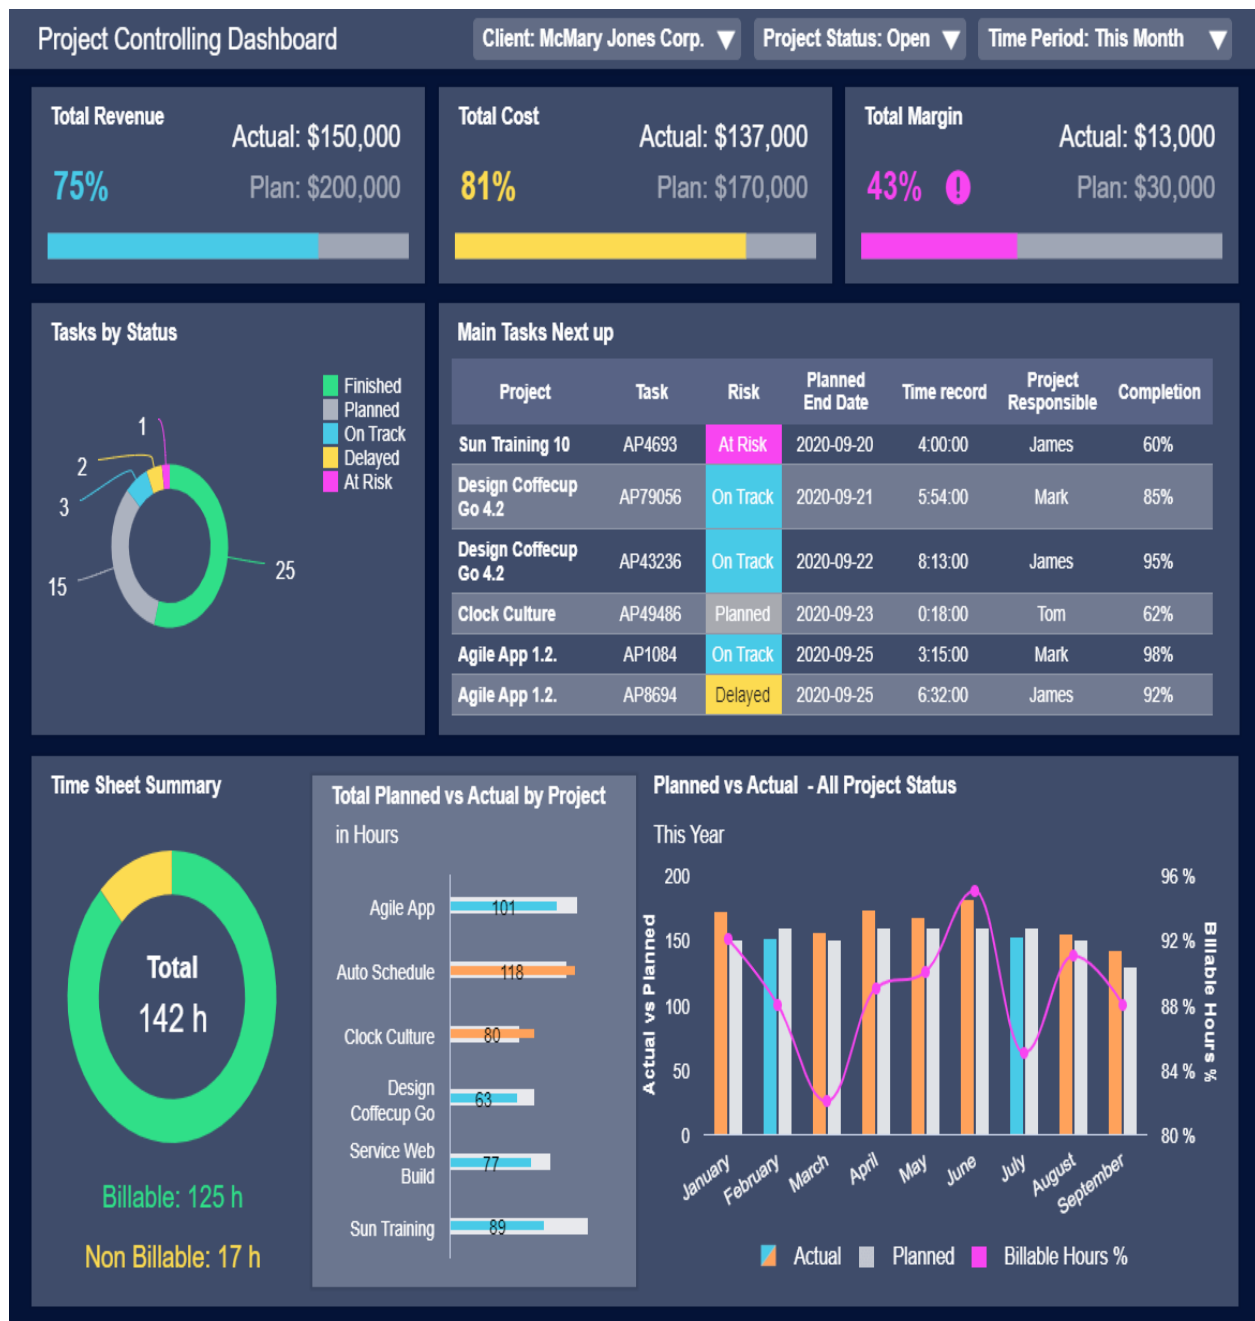 Project Controlling Dashboard
Client: McMary Jones Corp.
Project Status: Open
Time Period: This Month
Total Revenue
Actual: $150,000
75%
Plan: $200,000
Total Cost
Actual: $137,000
81%
Plan: $170,000
Total Margin
Actual: $13,000
43% !
Plan: $30,000
Tasks by Status
Finished
Planned
On Track
Delayed
At Risk
1
2
3
15
25
Main Tasks Next up
Project Task Risk Planned End Date Time record Project Responsible Completion
Sun Training 10 AP4693 At Risk 2020-09-20 4:00:00 James 60%
Design Coffecup
Go 4.2 AP79056 On Track 2020-09-21 5:54:00 Mark 85%
Design Coffecup
Go 4.2 AP43236 On Track 2020-09-22 8:13:00 James 95%
Clock Culture AP49486 Planned 2020-09-23 0:18:00 Tom 62%
Agile App 1.2. AP1084 On Track 2020-09-25 3:15:00 Mark 98%
Agile App 1.2. AP8694 Delayed 2020-09-25 6:32:00 James 92%
Time Sheet Summary
Total
142 h
Billable: 125 h
Non Billable: 17 h
Total Planned vs Actual by Project
in Hours
Agile App 101
Auto Schedule 118
Clock Culture 80
Design
Coffecup Go 63
Service Web
Build 77
Sun Training 89
Planned vs Actual - All Project Status
This Year
Actual vs Planned
200
150
100
50
0
96 %
92 %
88 %
84 %
80 %
Billable Hours %
January February March April May June July August September
Actual Planned Billable Hours %